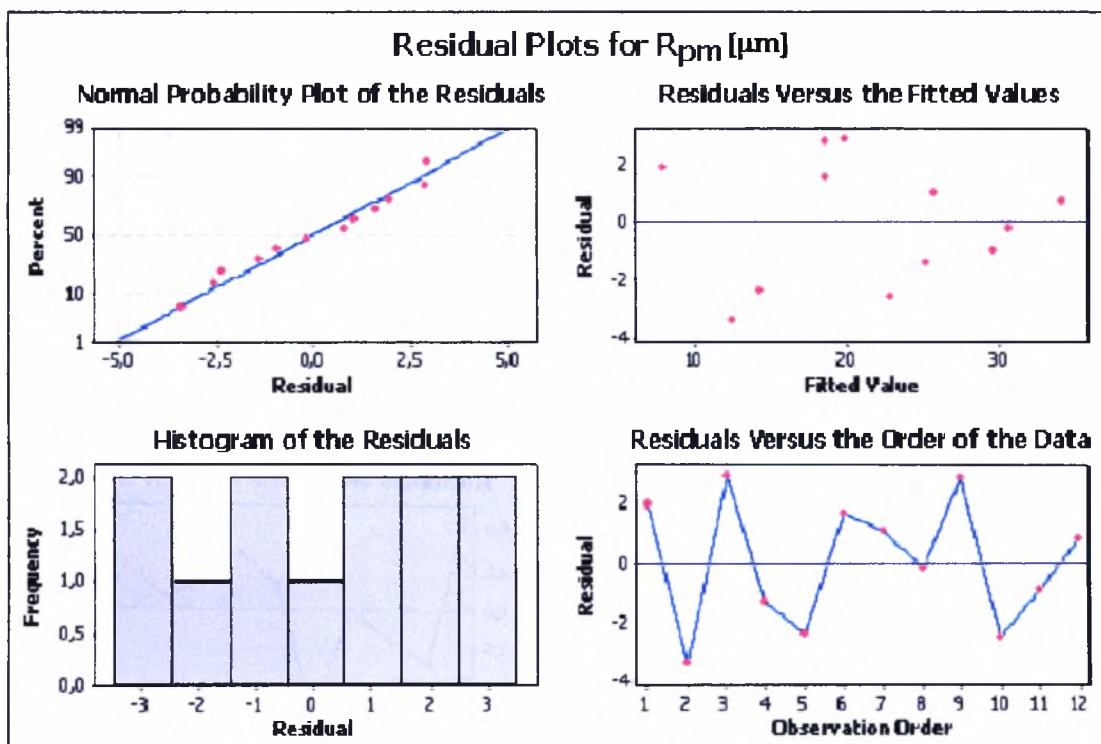 Residual Plots for Rpm [µm]
Normal Probability Plot of the Residuals
99
90
50
10
1
Percent
-5,0 -2,5 0,0 2,5 5,0
Residual
Residuals Versus the Fitted Values
2
0
-2
-4
Residual
10 20 30
Fitted Value
Histogram of the Residuals
2,0
1,5
1,0
0,5
0,0
Frequency
-3 -2 -1 0 1 2 3
Residual
Residuals Versus the Order of the Data
2
0
-2
-4
Residual
1 2 3 4 5 6 7 8 9 10 11 12
Observation Order